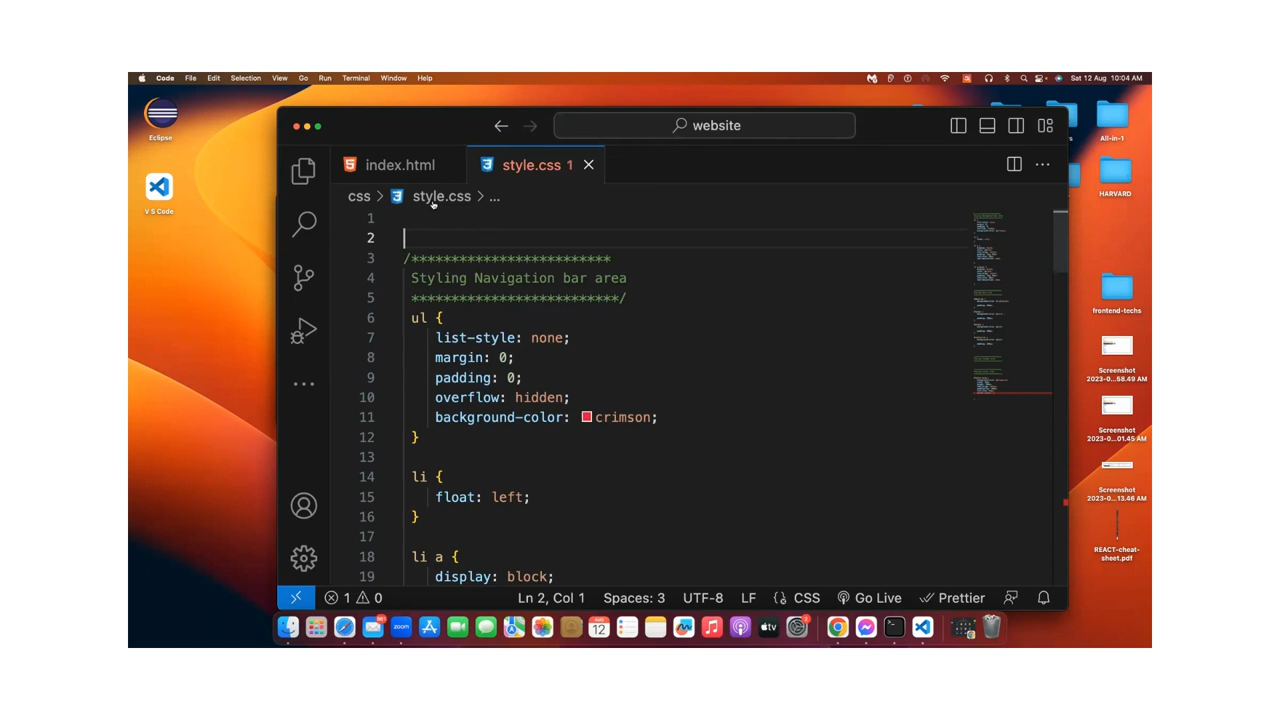 Code File Edit Selection View Go Run Terminal Window Help Sat 12 Aug 10:04 AM
Eclipse
V S Code
All-in-1
HARVARD
frontend-techs
Screenshot
2023-0...58.49 AM
Screenshot
2023-0...01.45 AM
Screenshot
2023-0...13.46 AM
REACT-cheat-
sheet.pdf
website
index.html style.css 1
css > style.css > ...
1
2
3 /*************************
4 Styling Navigation bar area
5 **************************/
6 ul {
7 list-style: none;
8 margin: 0;
9 padding: 0;
10 overflow: hidden;
11 background-color: crimson;
12 }
13
14 li {
15 float: left;
16 }
17
18 li a {
19 display: block;
1 0 Ln 2, Col 1 Spaces: 3 UTF-8 LF {} CSS Go Live Prettier
zoom
AUG
12
tv